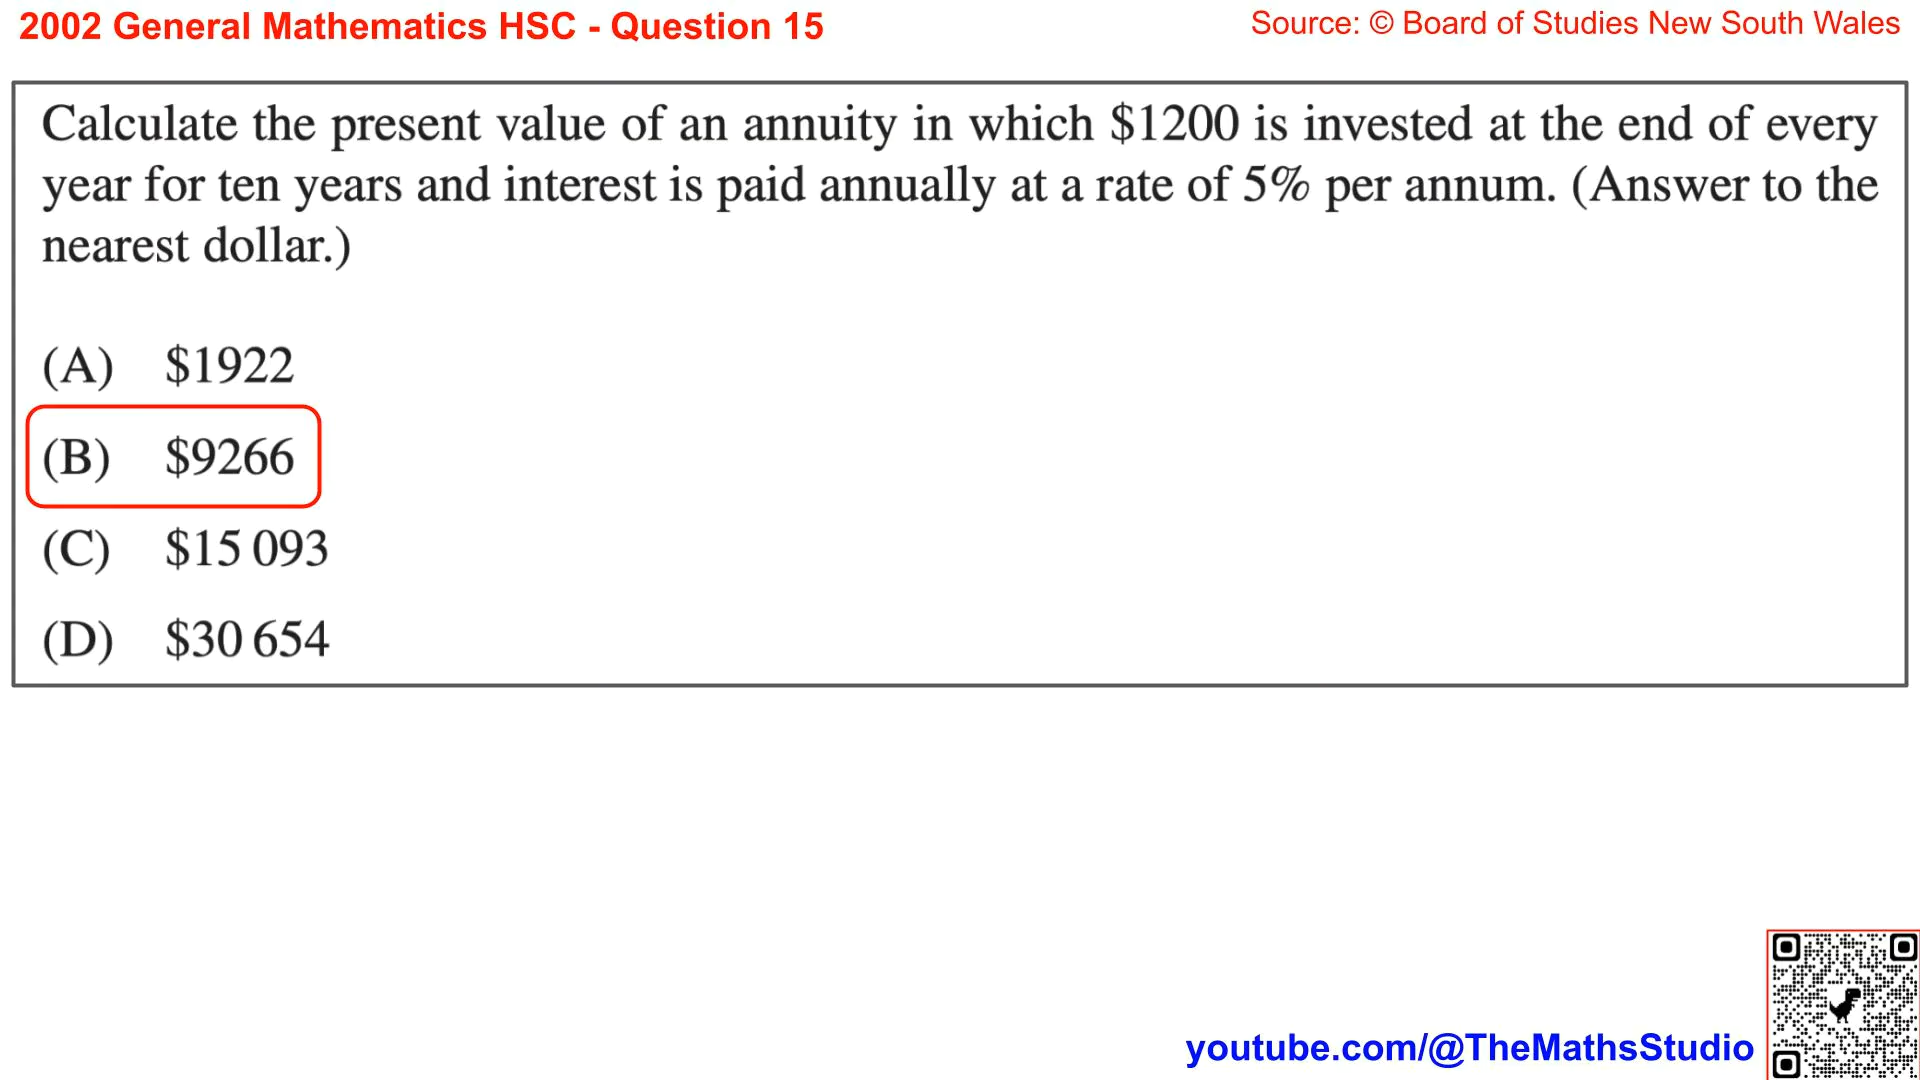 2002 General Mathematics HSC - Question 15
Source: © Board of Studies New South Wales
Calculate the present value of an annuity in which $1200 is invested at the end of every
year for ten years and interest is paid annually at a rate of 5% per annum. (Answer to the
nearest dollar.)
(A) $1922
(B) $9266
(C) $15 093
(D) $30 654
youtube.com/@TheMathsStudio